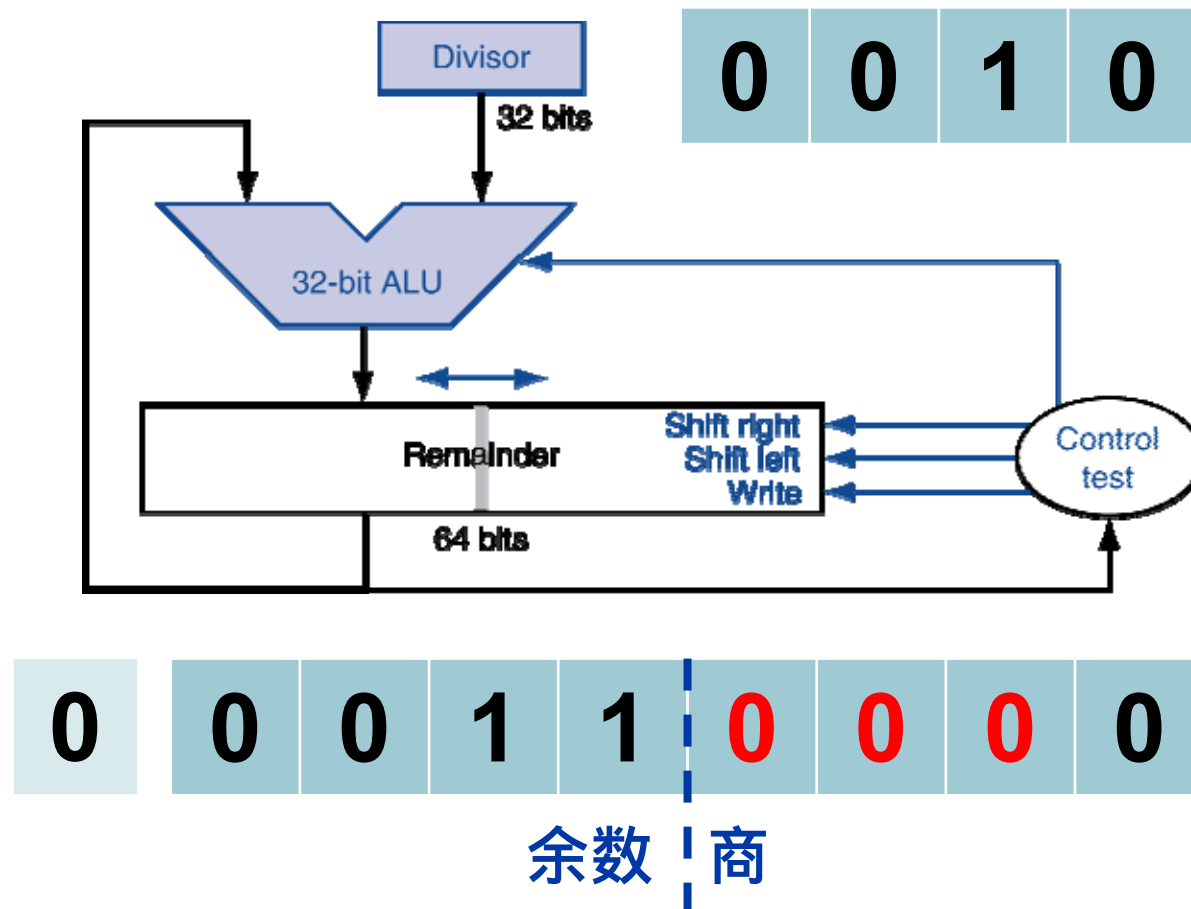 Divisor
0 0 1 0
32 bits
32-bit ALU
Remainder
Shift right
Shift left
Write
Control
test
64 bits
0 0 0 1 1 0 0 0 0
余数 商